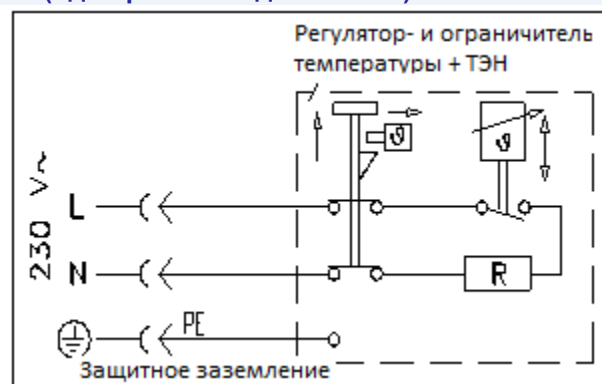 Регулятор- и ограничитель
температуры + ТЭН
ϑ
ϑ
230 V~
L
N
R
PE
Защитное заземление